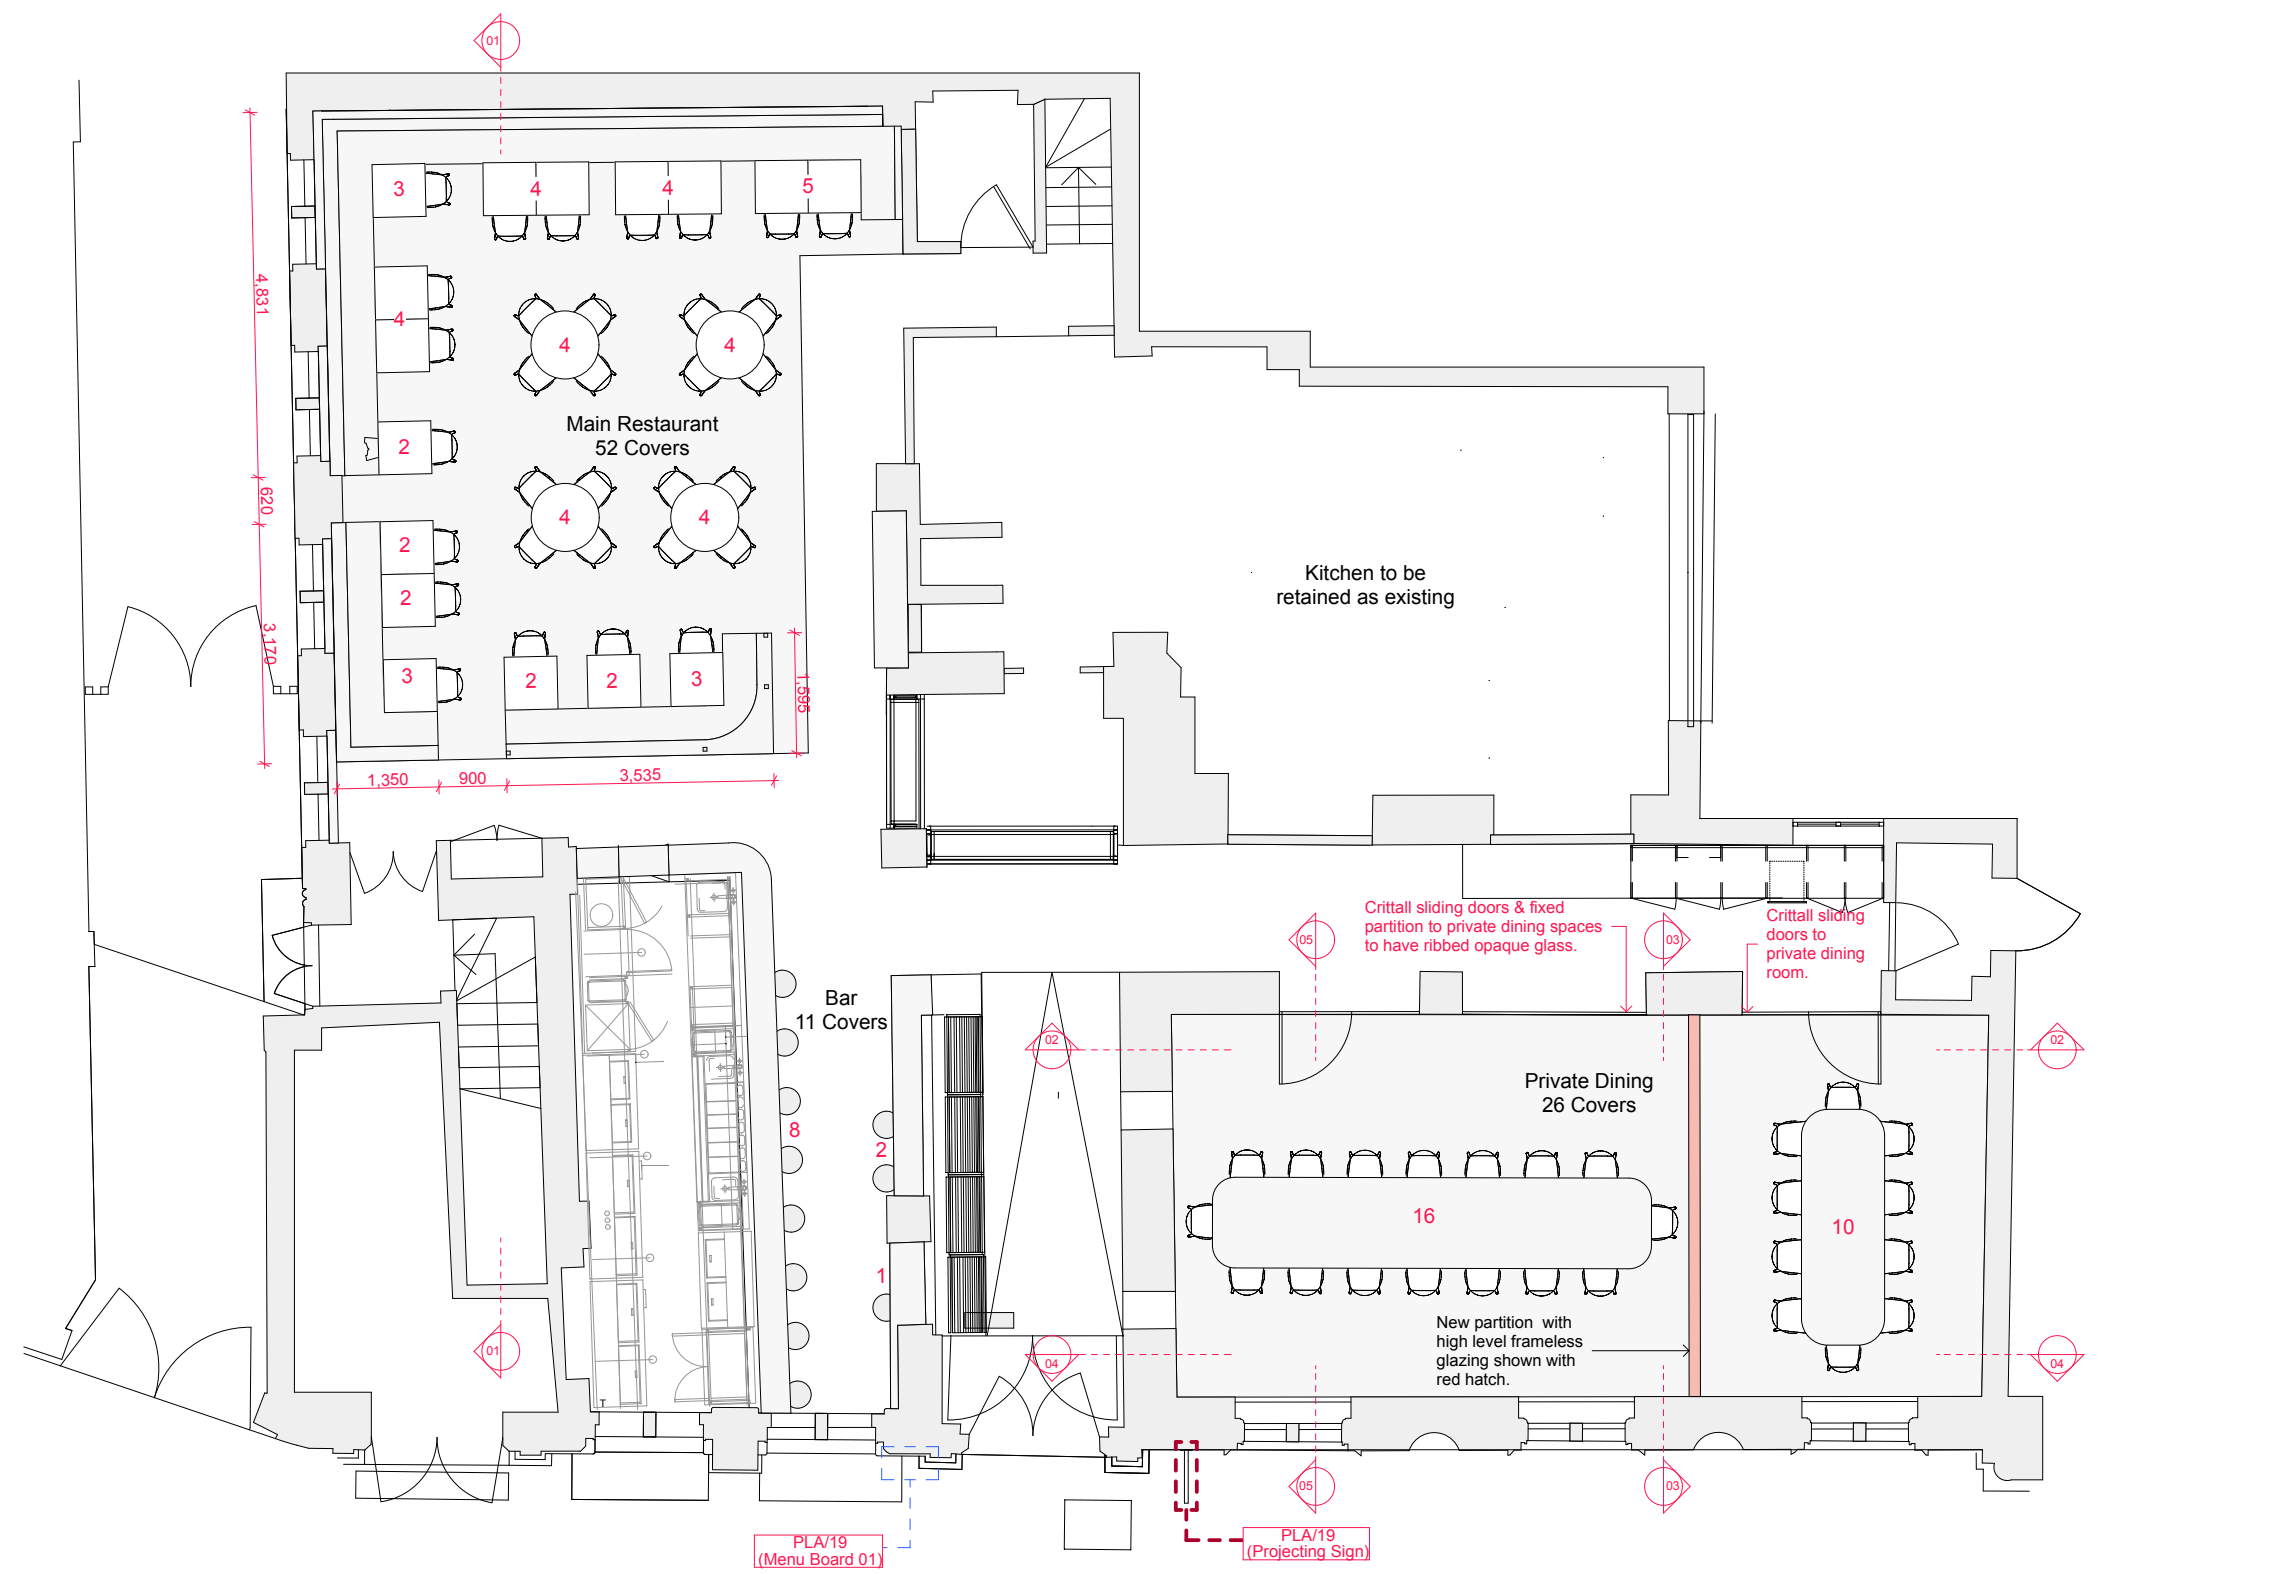 01
3
4
4
5
4,831
4
4
4
Main Restaurant
52 Covers
2
620
4
4
2
2
3,170
3
2
2
3
1,595
1,350
900
3,535
Kitchen to be
retained as existing
Crittall sliding doors & fixed
partition to private dining spaces
to have ribbed opaque glass.
05
03
Crittall sliding
doors to
private dining
room.
Bar
11 Covers
8
2
1
02
02
Private Dining
26 Covers
16
10
New partition with
high level frameless
glazing shown with
red hatch.
01
04
04
05
03
T
PLA/19
(Menu Board 01)
PLA/19
(Projecting Sign)